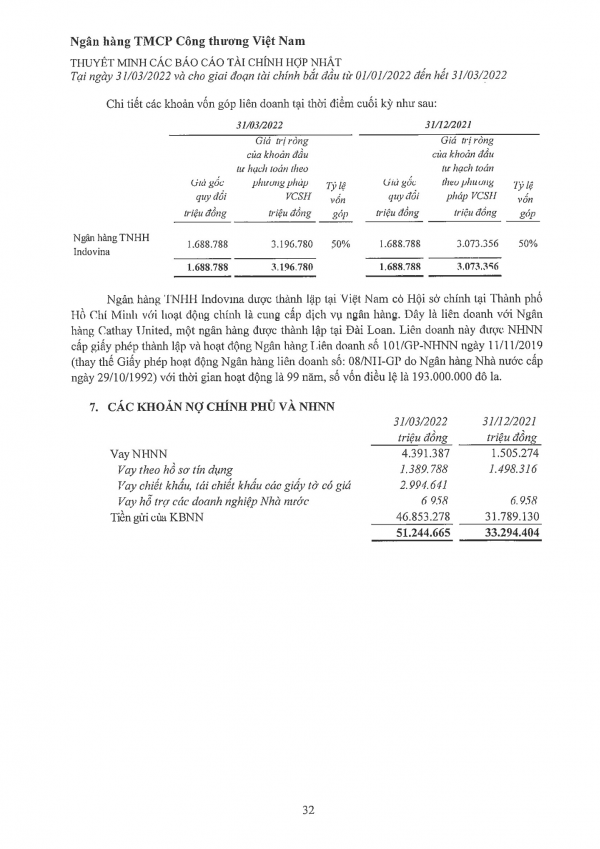 Ngân hàng TMCP Công thương Việt Nam
THUYẾT MINH CÁC BÁO CÁO TÀI CHÍNH HỢP NHẤT
Tại ngày 31/03/2022 và cho giai đoạn tài chính bắt đầu từ 01/01/2022 đến hết 31/03/2022
Chi tiết các khoản vốn góp liên doanh tại thời điểm cuối kỳ như sau:
31/03/2022 31/12/2021
Giá trị ròng Giá trị ròng
của khoản đầu của khoản đầu
tư hạch toán theo tư hạch toán
Giá gốc phương pháp Tỷ lệ Giá gốc theo phương Tỷ lệ
quy đổi VCSH vốn quy đổi pháp VCSH vốn
triệu đồng triệu đồng góp triệu đồng triệu đồng góp
Ngân hàng TNHH
Indovina 1.688.788 3.196.780 50% 1.688.788 3.073.356 50%
1.688.788 3.196.780 1.688.788 3.073.356
Ngân hàng TNHH Indovina được thành lập tại Việt Nam có Hội sở chính tại Thành phố
Hồ Chí Minh với hoạt động chính là cung cấp dịch vụ ngân hàng. Đây là liên doanh với Ngân
hàng Cathay United, một ngân hàng được thành lập tại Đài Loan. Liên doanh này được NHNN
cấp giấy phép thành lập và hoạt động Ngân hàng Liên doanh số 101/GP-NHNN ngày 11/11/2019
(thay thế Giấy phép hoạt động Ngân hàng liên doanh số: 08/NH-GP do Ngân hàng Nhà nước cấp
ngày 29/10/1992) với thời gian hoạt động là 99 năm, số vốn điều lệ là 193.000.000 đô la.
7. CÁC KHOẢN NỢ CHÍNH PHỦ VÀ NHNN
31/03/2022 31/12/2021
triệu đồng triệu đồng
Vay NHNN 4.391.387 1.505.274
Vay theo hồ sơ tín dụng 1.389.788 1.498.316
Vay chiết khấu, tái chiết khấu các giấy tờ có giá 2.994.641
Vay hỗ trợ các doanh nghiệp Nhà nước 6 958 6.958
Tiền gửi của KBNN 46.853.278 31.789.130
51.244.665 33.294.404
32